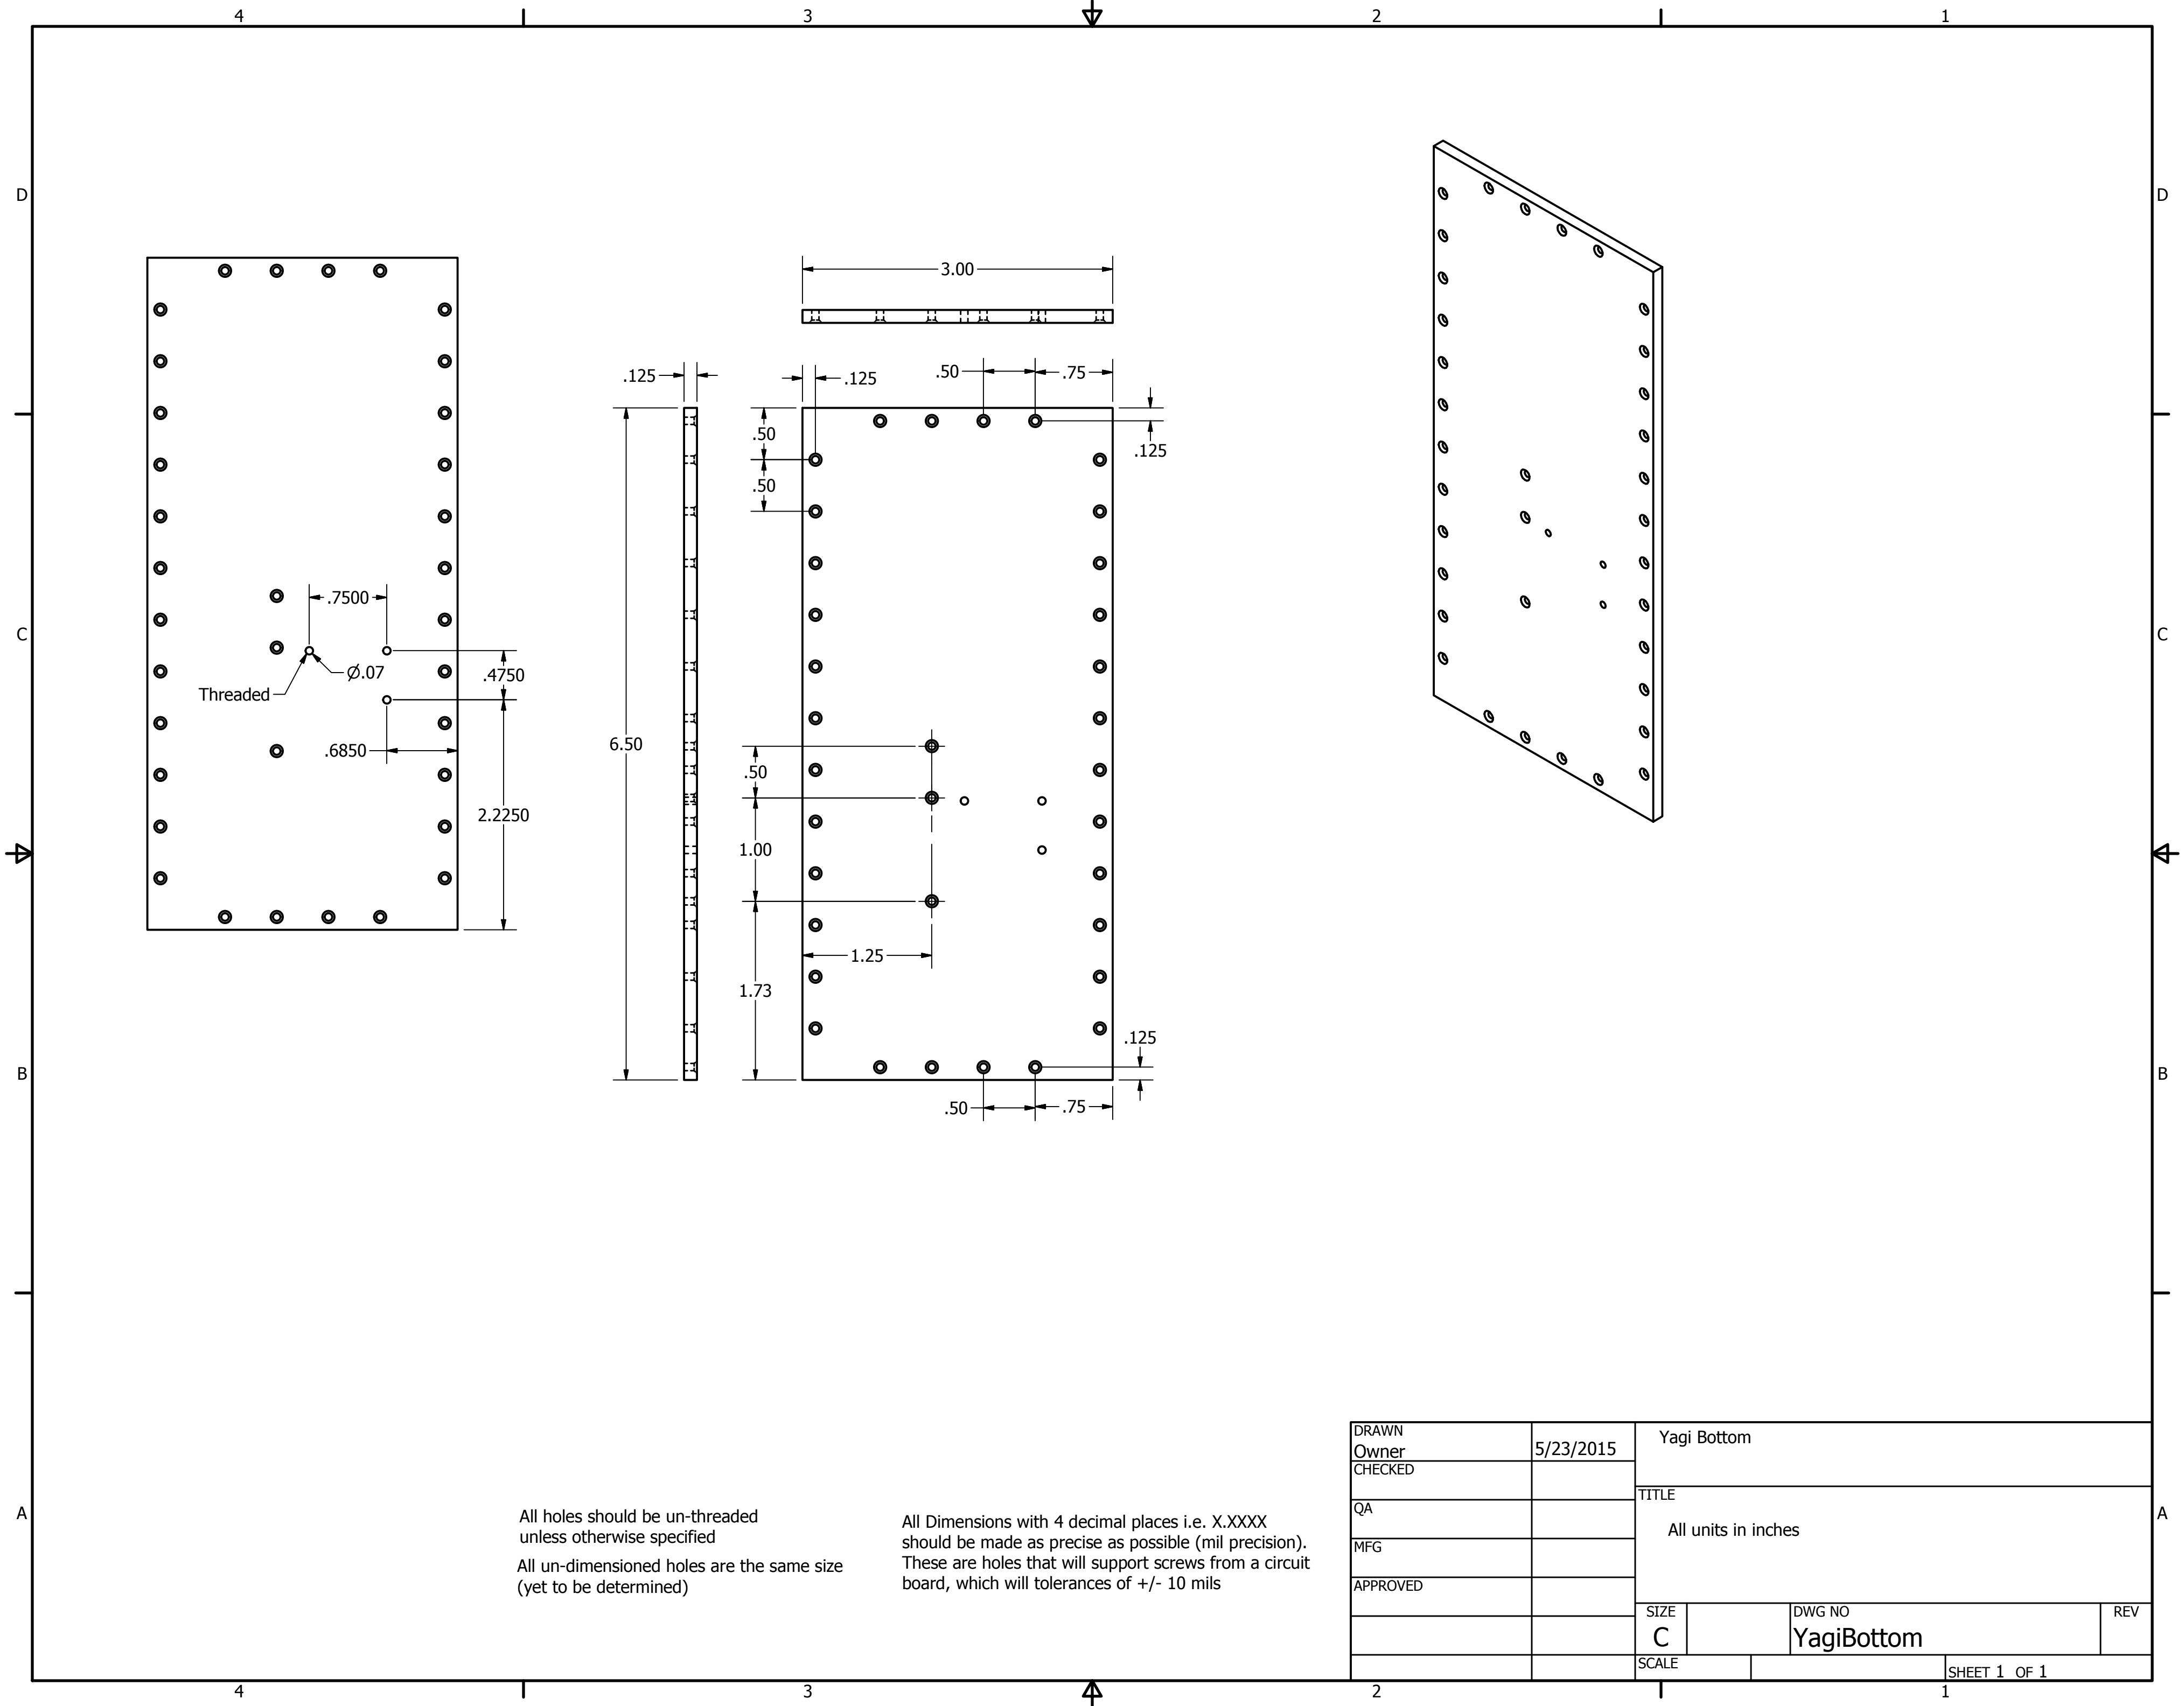 4
3
2
1
D
D
3.00
.125
.125
.50
.75
.50
.125
.50
C
C
.7500
Ø.07
.4750
Threaded
.6850
6.50
.50
2.2250
1.00
1.25
1.73
.125
B
B
.50
.75
DRAWN
Owner
5/23/2015
Yagi Bottom
CHECKED
TITLE
QA
All units in inches
MFG
APPROVED
SIZE
C
DWG NO
YagiBottom
REV
SCALE
SHEET 1 OF 1
A
A
All holes should be un-threaded
unless otherwise specified
All un-dimensioned holes are the same size
(yet to be determined)
All Dimensions with 4 decimal places i.e. X.XXXX
should be made as precise as possible (mil precision).
These are holes that will support screws from a circuit
board, which will tolerances of +/- 10 mils
4
3
2
1